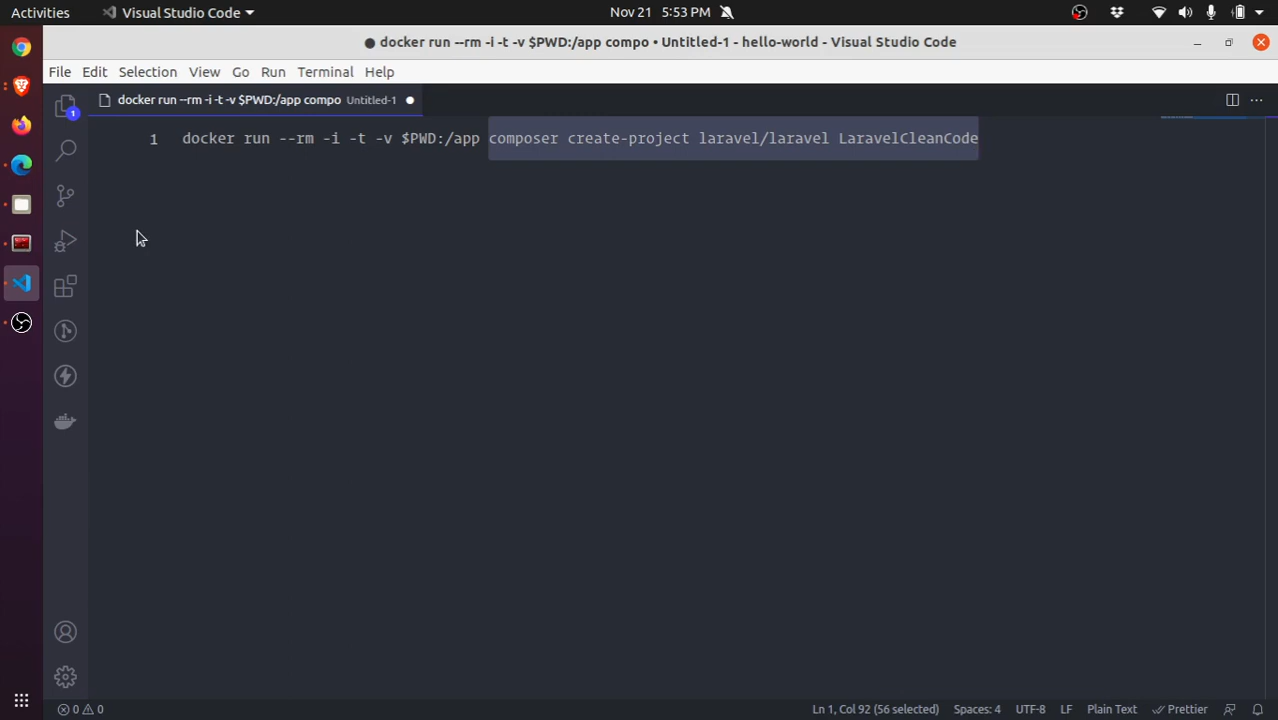 Activities
Visual Studio Code
Nov 21 5:53 PM
● docker run --rm -i -t -v $PWD:/app compo • Untitled-1 - hello-world - Visual Studio Code
File Edit Selection View Go Run Terminal Help
docker run --rm -i -t -v $PWD:/app compo Untitled-1
1
1 docker run --rm -i -t -v $PWD:/app composer create-project laravel/laravel LaravelCleanCode
0 0
Ln 1, Col 92 (56 selected) Spaces: 4 UTF-8 LF Plain Text Prettier